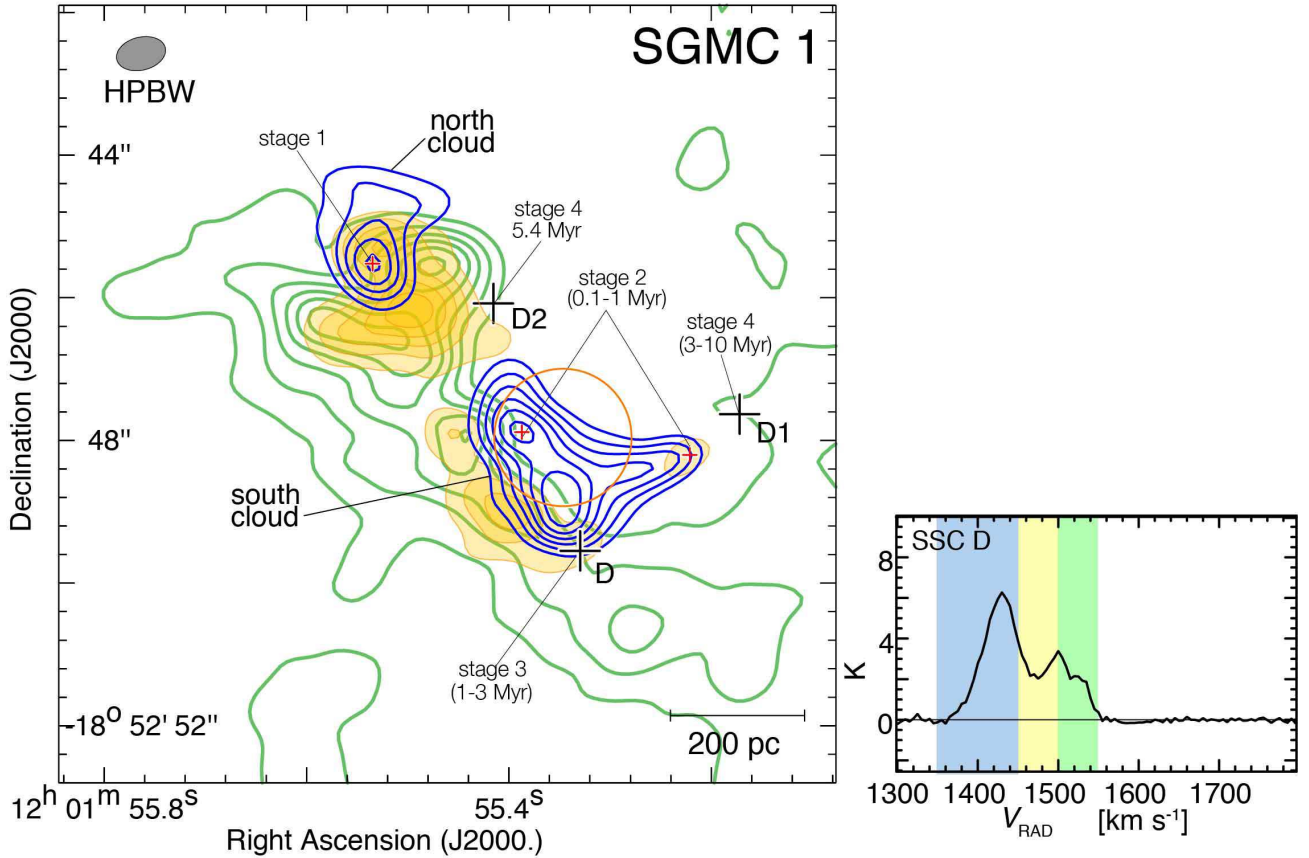 SGMC 1
HPBW
north
cloud
stage 1
44"
stage 4
5.4 Myr
D2
stage 2
(0.1-1 Myr)
stage 4
(3-10 Myr)
D1
48"
south
cloud
D
stage 3
(1-3 Myr)
-18° 52' 52"
200 pc
12ʰ 01ᵐ 55.8ˢ
55.4ˢ
Right Ascension (J2000.)
Declination (J2000)
SSC D
8
4
0
K
1300 1400 1500 1600 1700
V_RAD [km s⁻¹]